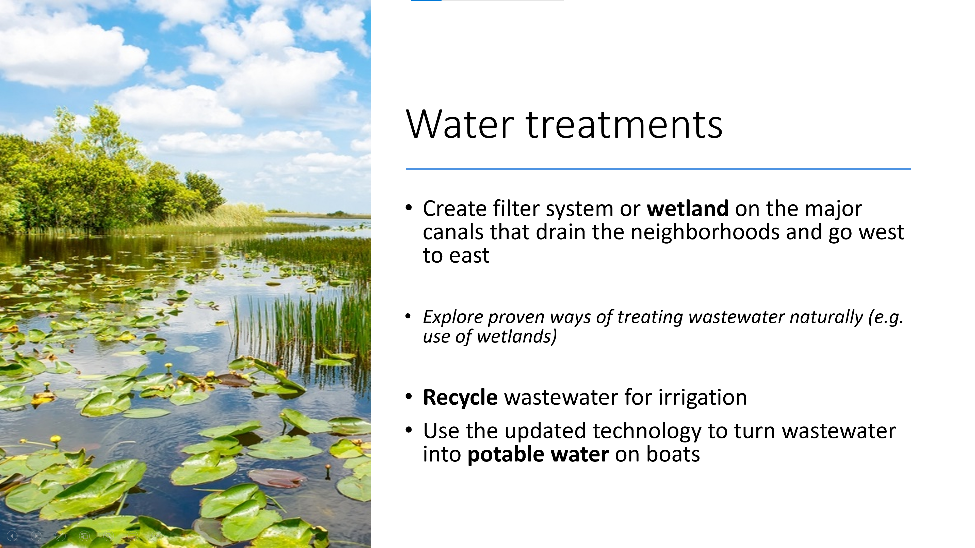 Water treatments
• Create filter system or wetland on the major
canals that drain the neighborhoods and go west
to east
• Explore proven ways of treating wastewater naturally (e.g.
use of wetlands)
• Recycle wastewater for irrigation
• Use the updated technology to turn wastewater
into potable water on boats